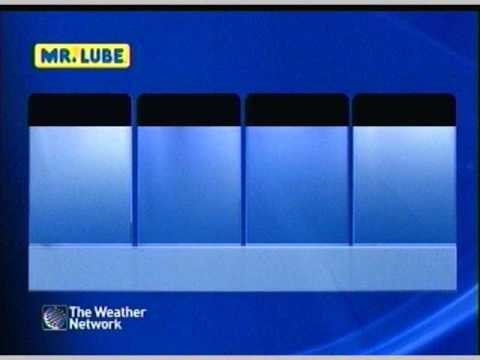 MR. LUBE
The Weather
Network